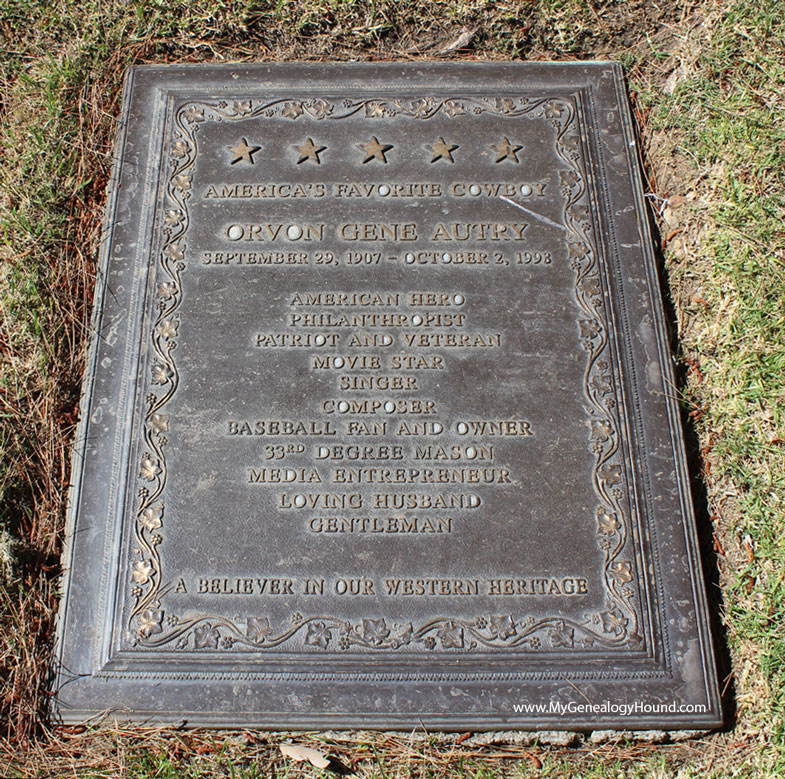 AMERICA'S FAVORITE COWBOY
ORVON GENE AUTRY
SEPTEMBER 29, 1907 – OCTOBER 2, 1998
AMERICAN HERO
PHILANTHROPIST
PATRIOT AND VETERAN
MOVIE STAR
SINGER
COMPOSER
BASEBALL FAN AND OWNER
33RD DEGREE MASON
MEDIA ENTREPRENEUR
LOVING HUSBAND
GENTLEMAN
A BELIEVER IN OUR WESTERN HERITAGE
www.MyGenealogyHound.com